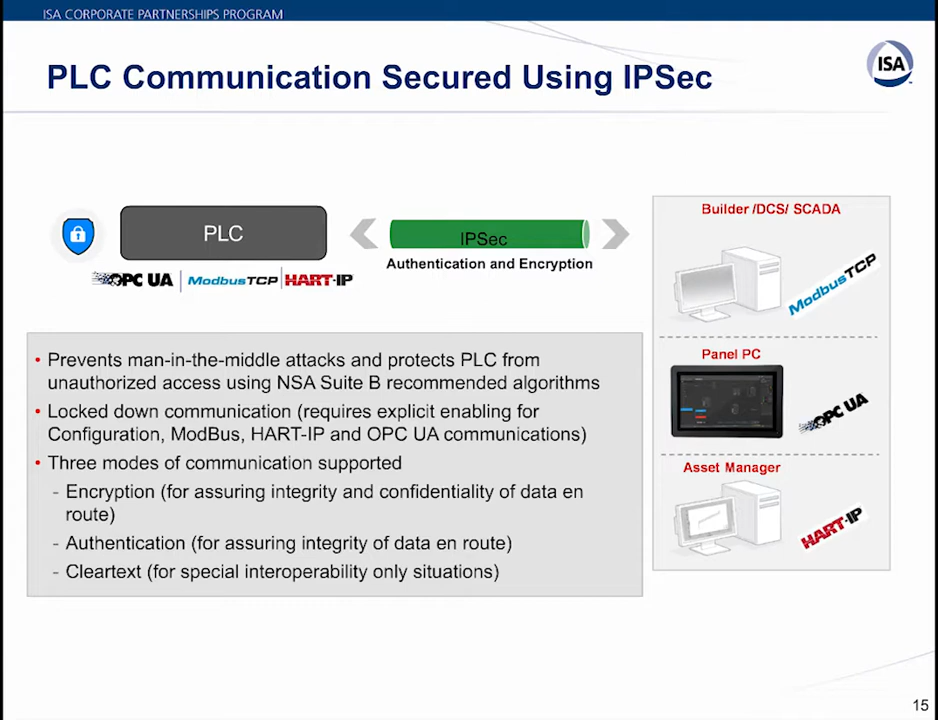 ISA CORPORATE PARTNERSHIPS PROGRAM
PLC Communication Secured Using IPSec
ISA
PLC
IPSec
Authentication and Encryption
OPC UA
ModbusTCP
HART-IP
Builder /DCS/ SCADA
ModbusTCP
Panel PC
OPC UA
Asset Manager
HART-IP
• Prevents man-in-the-middle attacks and protects PLC from
unauthorized access using NSA Suite B recommended algorithms
• Locked down communication (requires explicit enabling for
Configuration, ModBus, HART-IP and OPC UA communications)
• Three modes of communication supported
- Encryption (for assuring integrity and confidentiality of data en
route)
- Authentication (for assuring integrity of data en route)
- Cleartext (for special interoperability only situations)
15